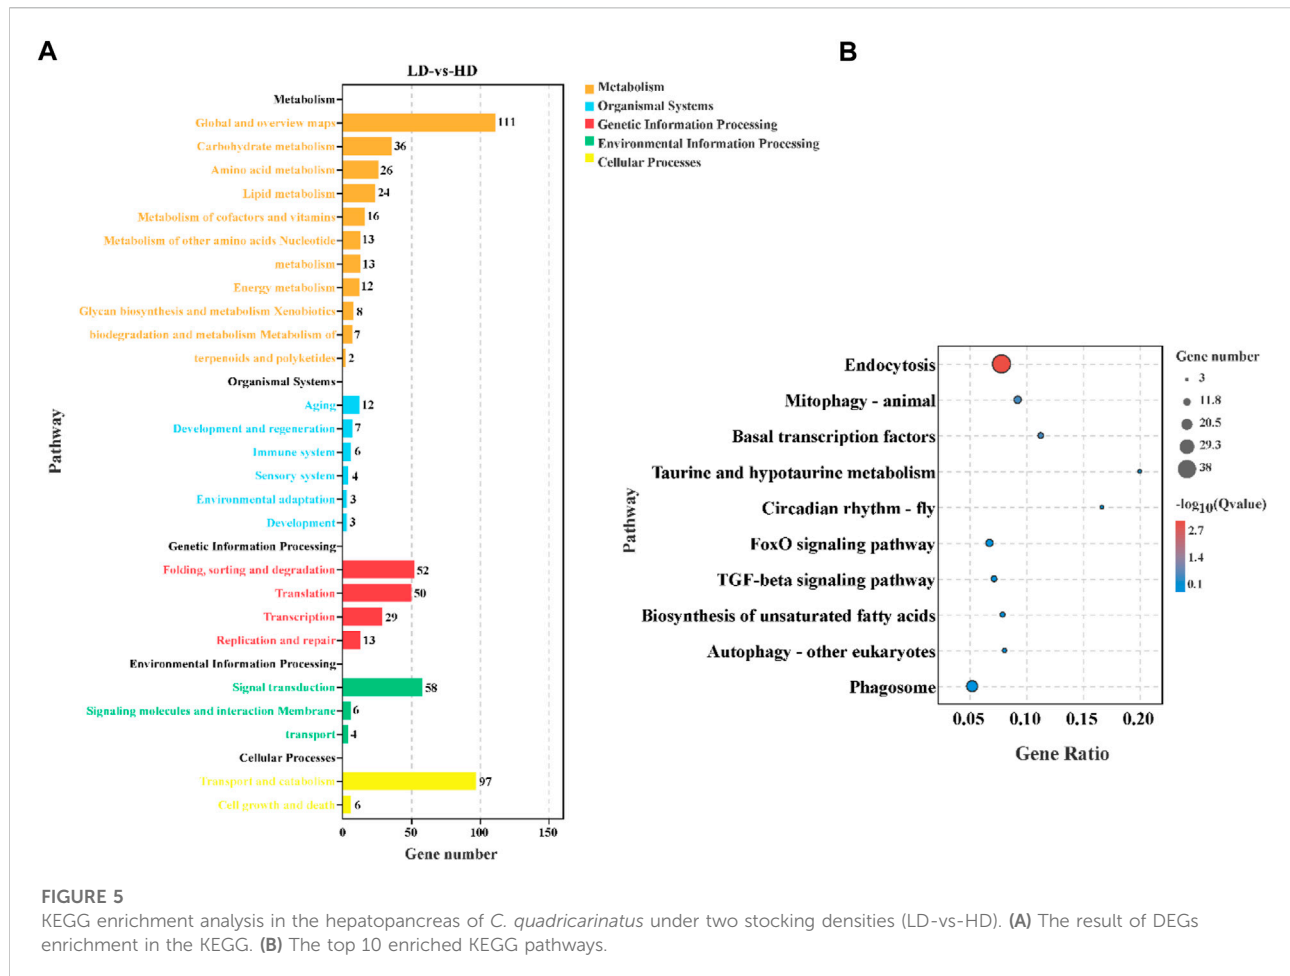 A
LD-vs-HD
Metabolism
Global and overview maps 111
Carbohydrate metabolism 36
Amino acid metabolism 26
Lipid metabolism 24
Metabolism of cofactors and vitamins 16
Metabolism of other amino acids Nucleotide 13
metabolism 13
Energy metabolism 12
Glycan biosynthesis and metabolism Xenobiotics 8
biodegradation and metabolism Metabolism of 7
terpenoids and polyketides 2
Organismal Systems
Aging 12
Development and regeneration 7
Immune system 6
Sensory system 4
Environmental adaptation 3
Development 3
Genetic Information Processing
Folding, sorting and degradation 52
Translation 50
Transcription 29
Replication and repair 13
Environmental Information Processing
Signal transduction 58
Signaling molecules and interaction Membrane 6
transport 4
Cellular Processes
Transport and catabolism 97
Cell growth and death 6
0 50 100 150
Gene number
Pathway
Metabolism
Organismal Systems
Genetic Information Processing
Environmental Information Processing
Cellular Processes
B
Endocytosis
Mitophagy - animal
Basal transcription factors
Taurine and hypotaurine metabolism
Circadian rhythm - fly
FoxO signaling pathway
TGF-beta signaling pathway
Biosynthesis of unsaturated fatty acids
Autophagy - other eukaryotes
Phagosome
0.05 0.10 0.15 0.20
Gene Ratio
Pathway
Gene number
3
11.8
20.5
29.3
38
-log10(Qvalue)
2.7
1.4
0.1
FIGURE 5
KEGG enrichment analysis in the hepatopancreas of C. quadricarinatus under two stocking densities (LD-vs-HD). (A) The result of DEGs
enrichment in the KEGG. (B) The top 10 enriched KEGG pathways.